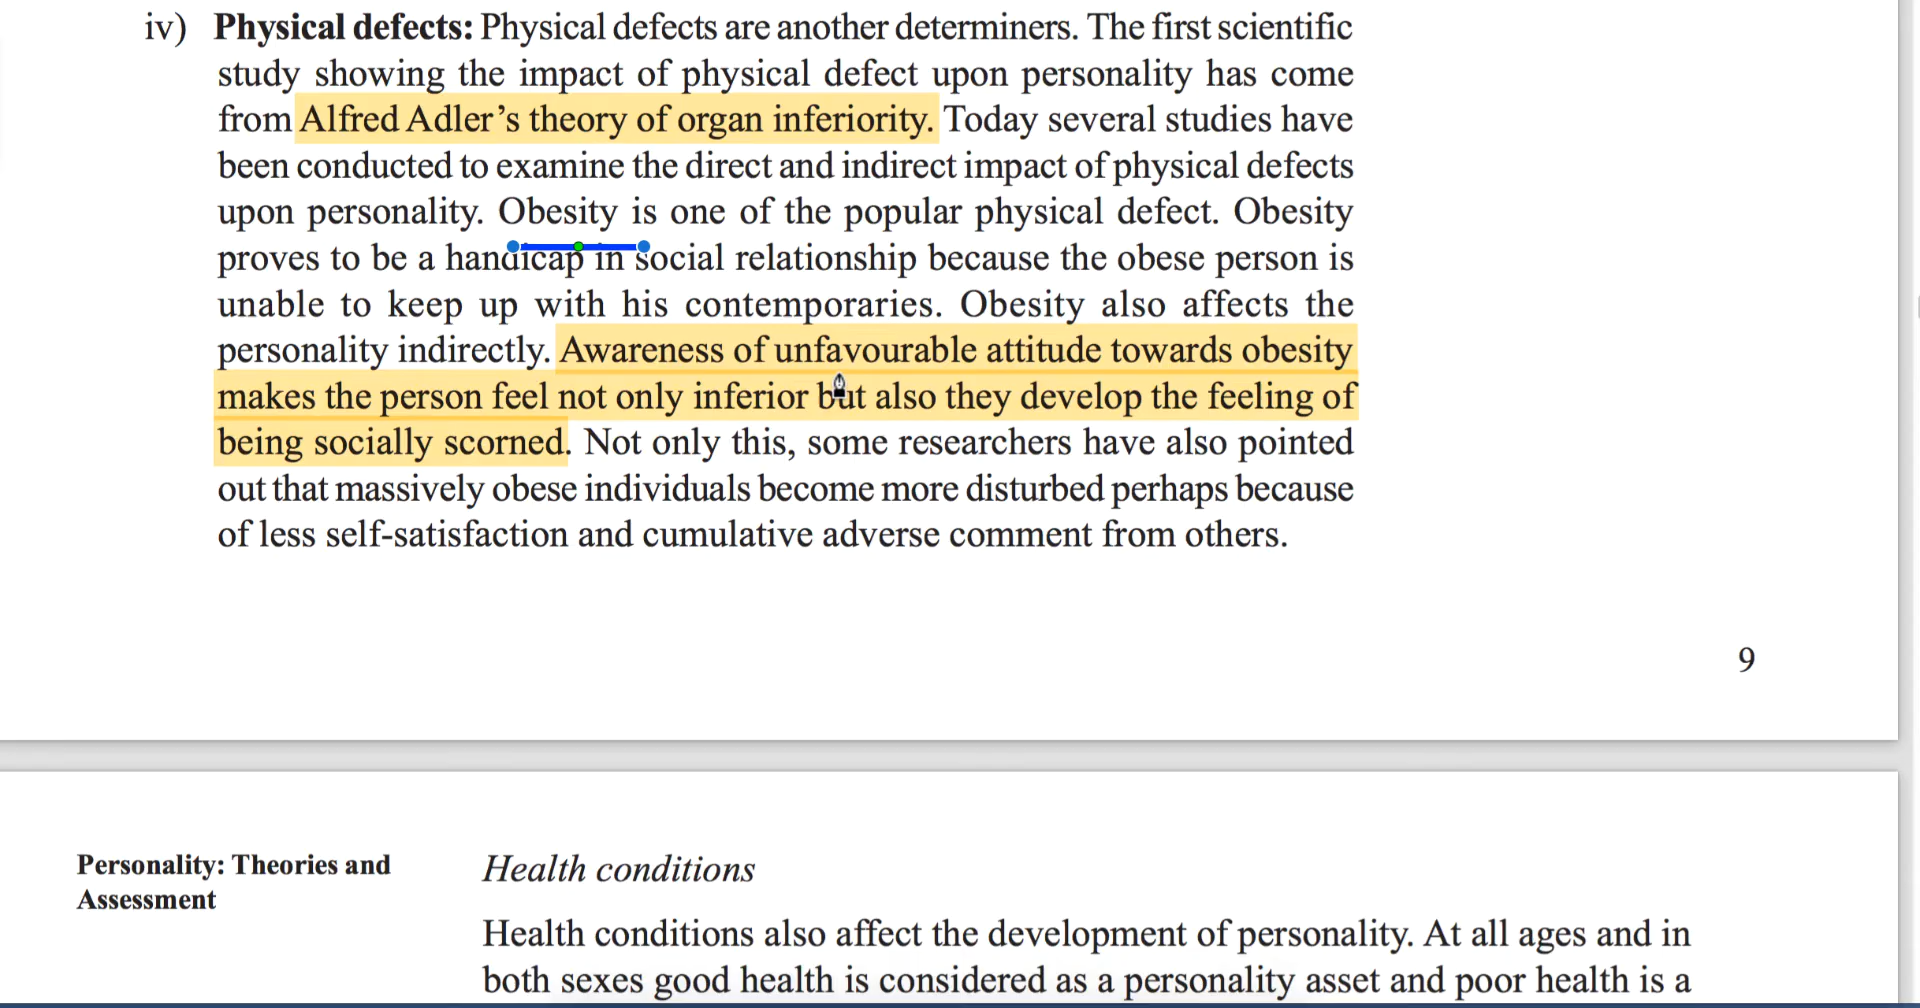 iv) Physical defects: Physical defects are another determiners. The first scientific
study showing the impact of physical defect upon personality has come
from Alfred Adler's theory of organ inferiority. Today several studies have
been conducted to examine the direct and indirect impact of physical defects
upon personality. Obesity is one of the popular physical defect. Obesity
proves to be a handicap in social relationship because the obese person is
unable to keep up with his contemporaries. Obesity also affects the
personality indirectly. Awareness of unfavourable attitude towards obesity
makes the person feel not only inferior but also they develop the feeling of
being socially scorned. Not only this, some researchers have also pointed
out that massively obese individuals become more disturbed perhaps because
of less self-satisfaction and cumulative adverse comment from others.
9
Personality: Theories and
Assessment
Health conditions
Health conditions also affect the development of personality. At all ages and in
both sexes good health is considered as a personality asset and poor health is a